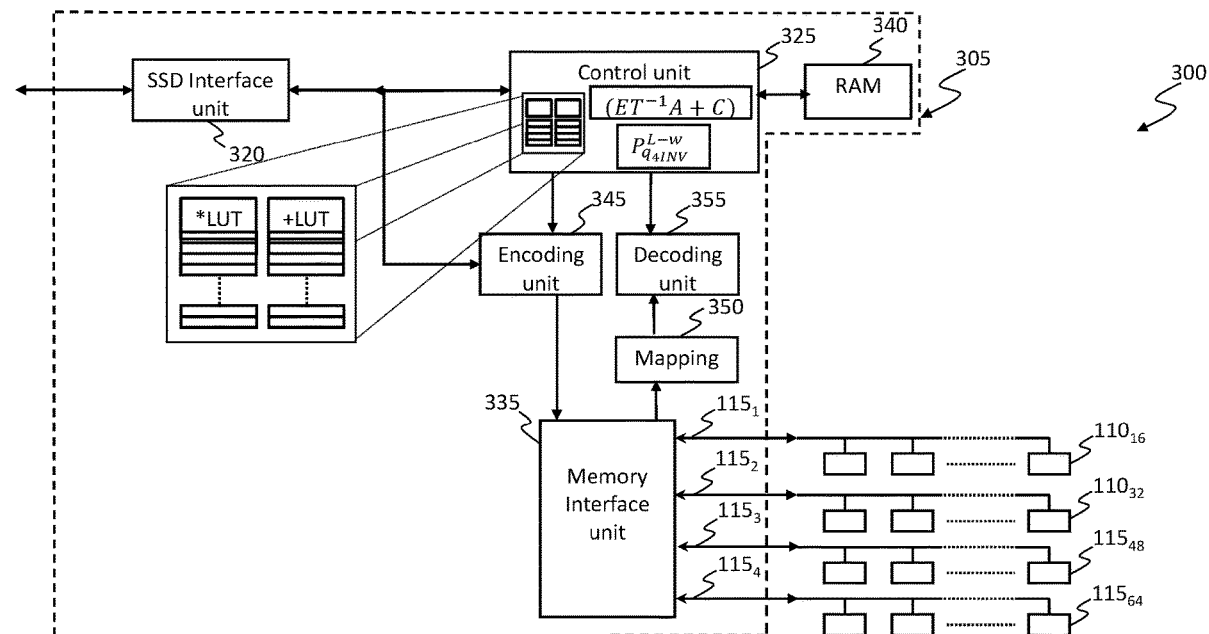 325
340
305
300
SSD Interface
unit
320
Control unit
(ET⁻¹A + C)
P_{q_{4INV}}^{L−w}
RAM
*LUT
+LUT
345
355
Encoding
unit
Decoding
unit
350
Mapping
335
Memory
Interface
unit
115₁
110₁₆
115₂
110₃₂
115₃
115₄₈
115₄
115₆₄